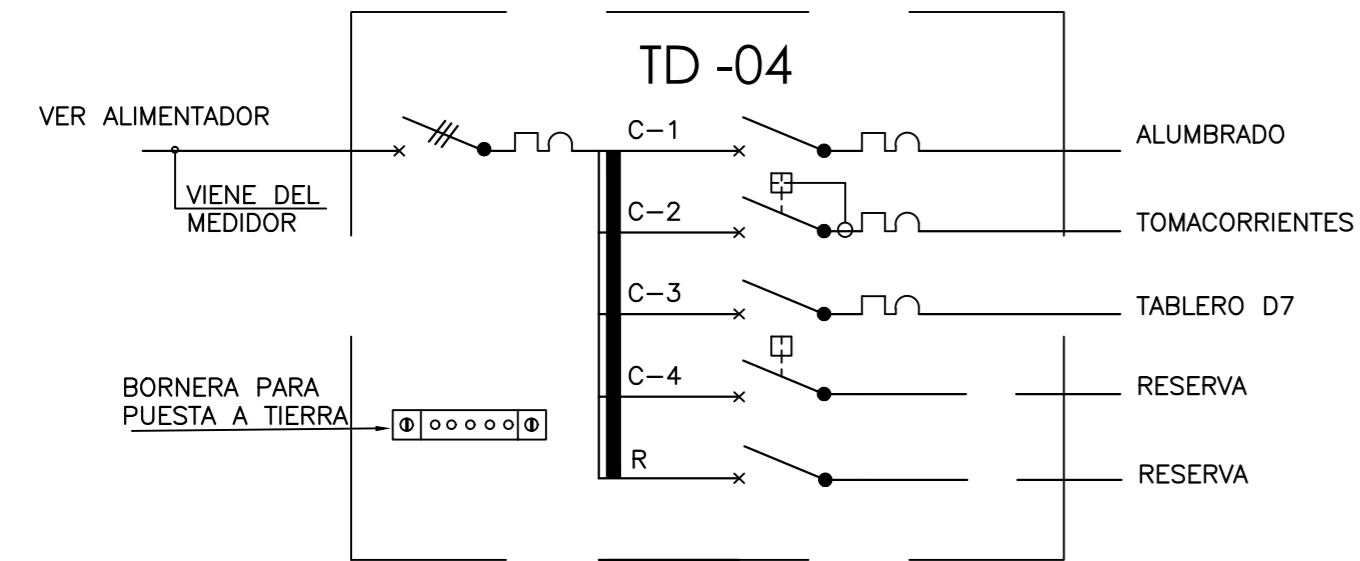 TD -04
VER ALIMENTADOR
VIENE DEL
MEDIDOR
C-1
ALUMBRADO
C-2
TOMACORRIENTES
C-3
TABLERO D7
C-4
RESERVA
BORNERA PARA
PUESTA A TIERRA
R
RESERVA